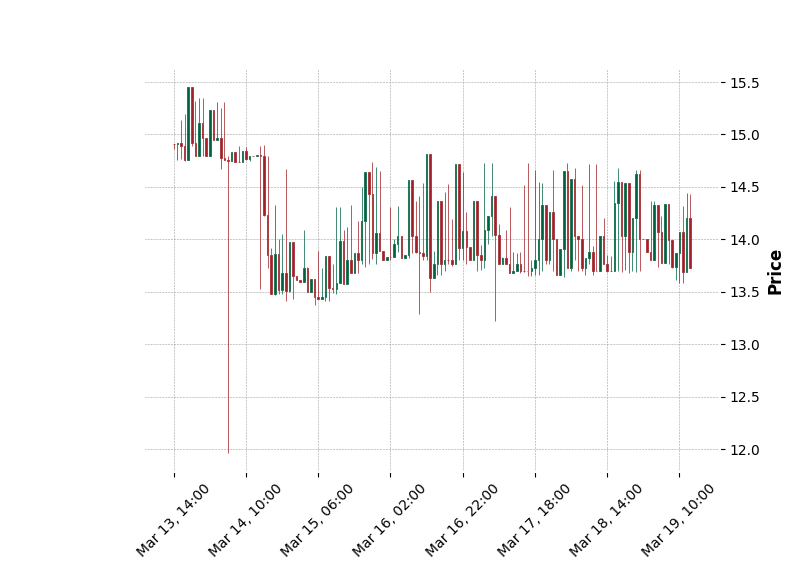 15.5
15.0
14.5
14.0
13.5
13.0
12.5
12.0
Price
Mar 13, 14:00
Mar 14, 10:00
Mar 15, 06:00
Mar 16, 02:00
Mar 16, 22:00
Mar 17, 18:00
Mar 18, 14:00
Mar 19, 10:00